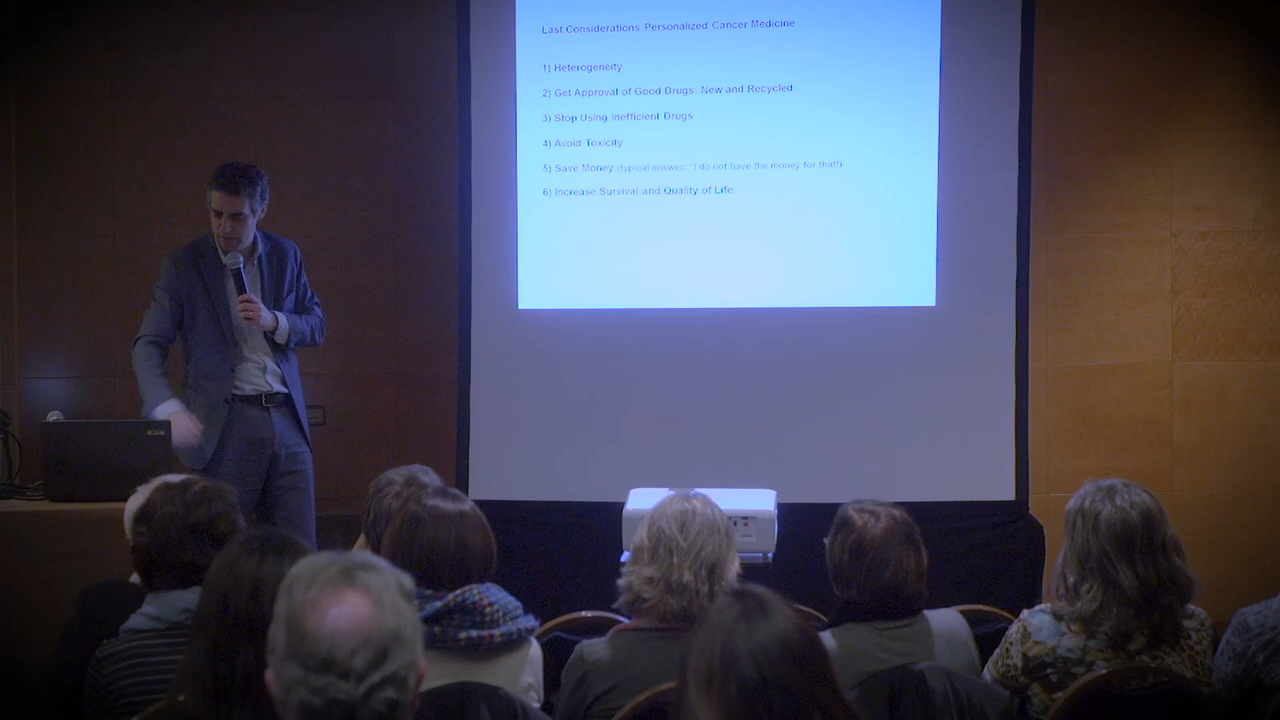 Last Considerations Personalized Cancer Medicine
1) Heterogeneity
2) Get Approval of Good Drugs: New and Recycled
3) Stop Using Inefficient Drugs
4) Avoid Toxicity
5) Save Money (typical answer: "I do not have the money for that!)
6) Increase Survival and Quality of Life